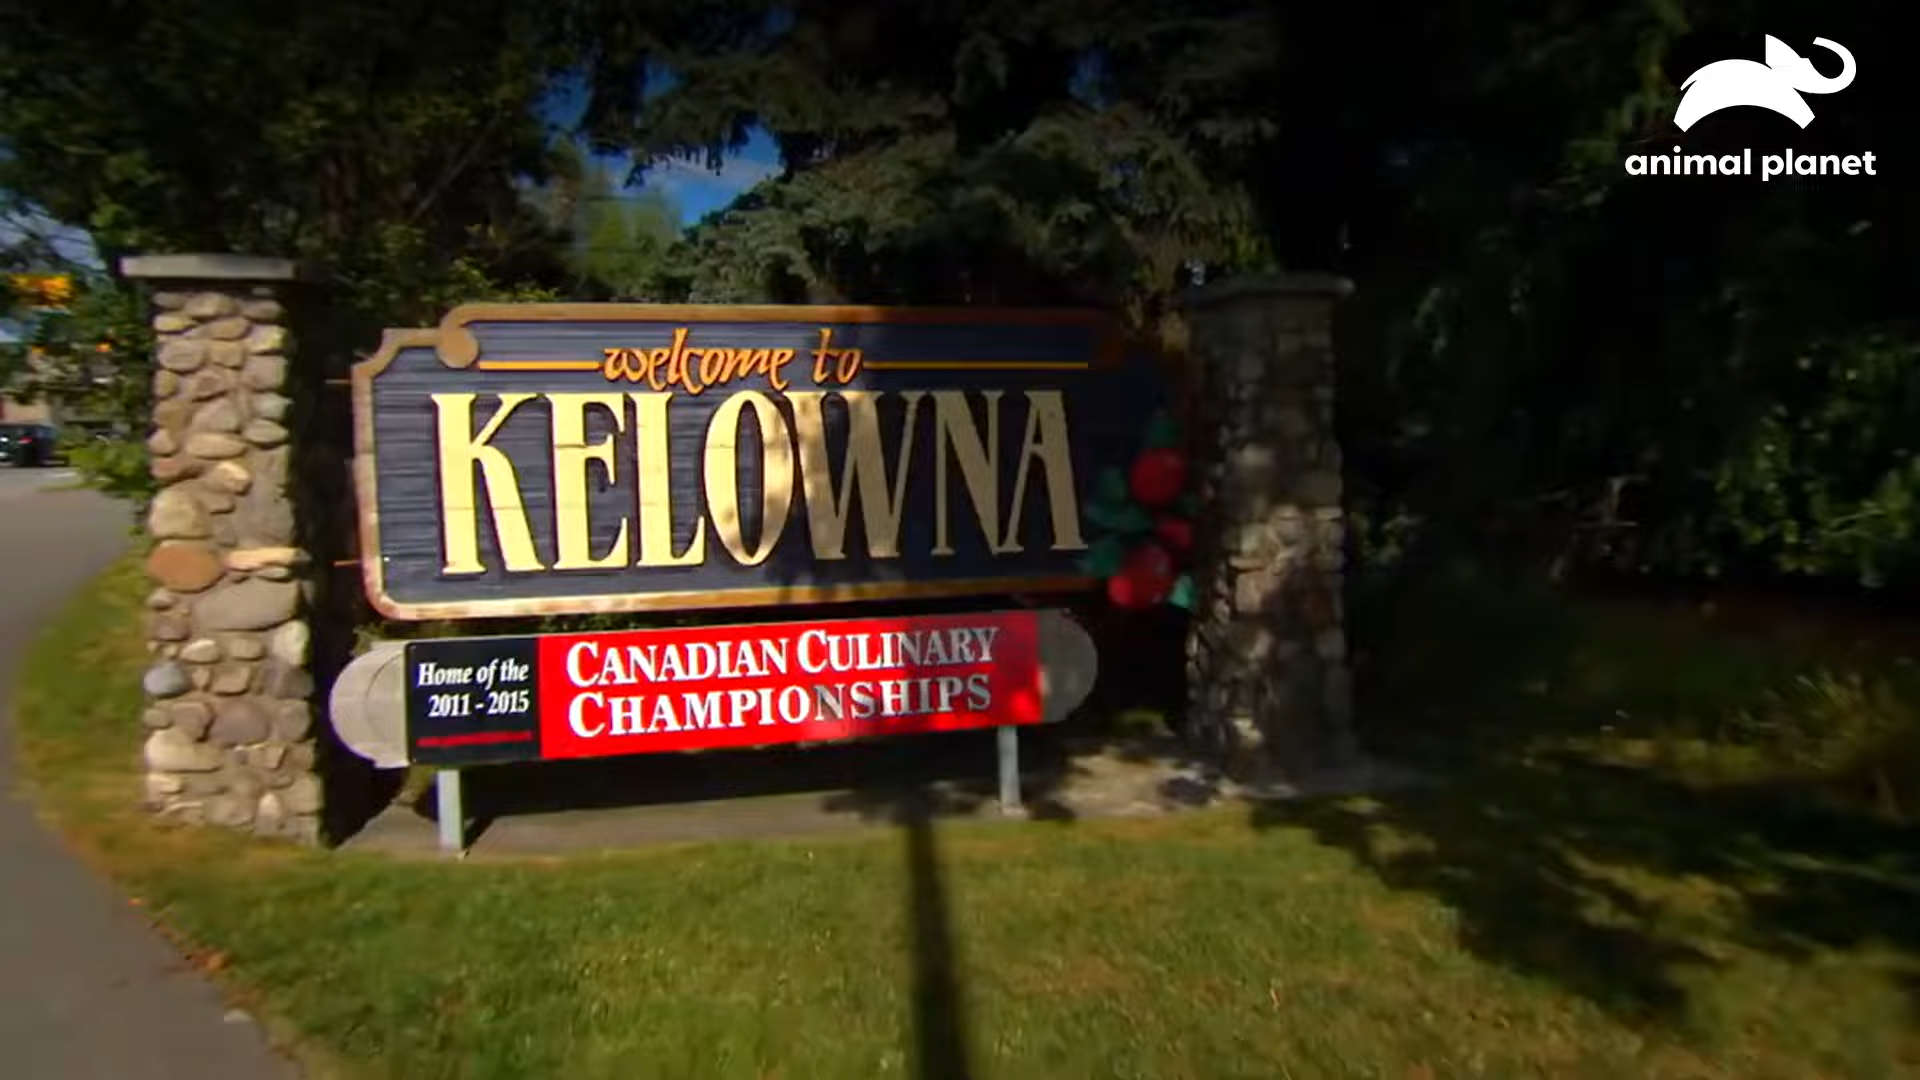 animal planet
welcome to
KELOWNA
Home of the
2011 - 2015
CANADIAN CULINARY
CHAMPIONSHIPS